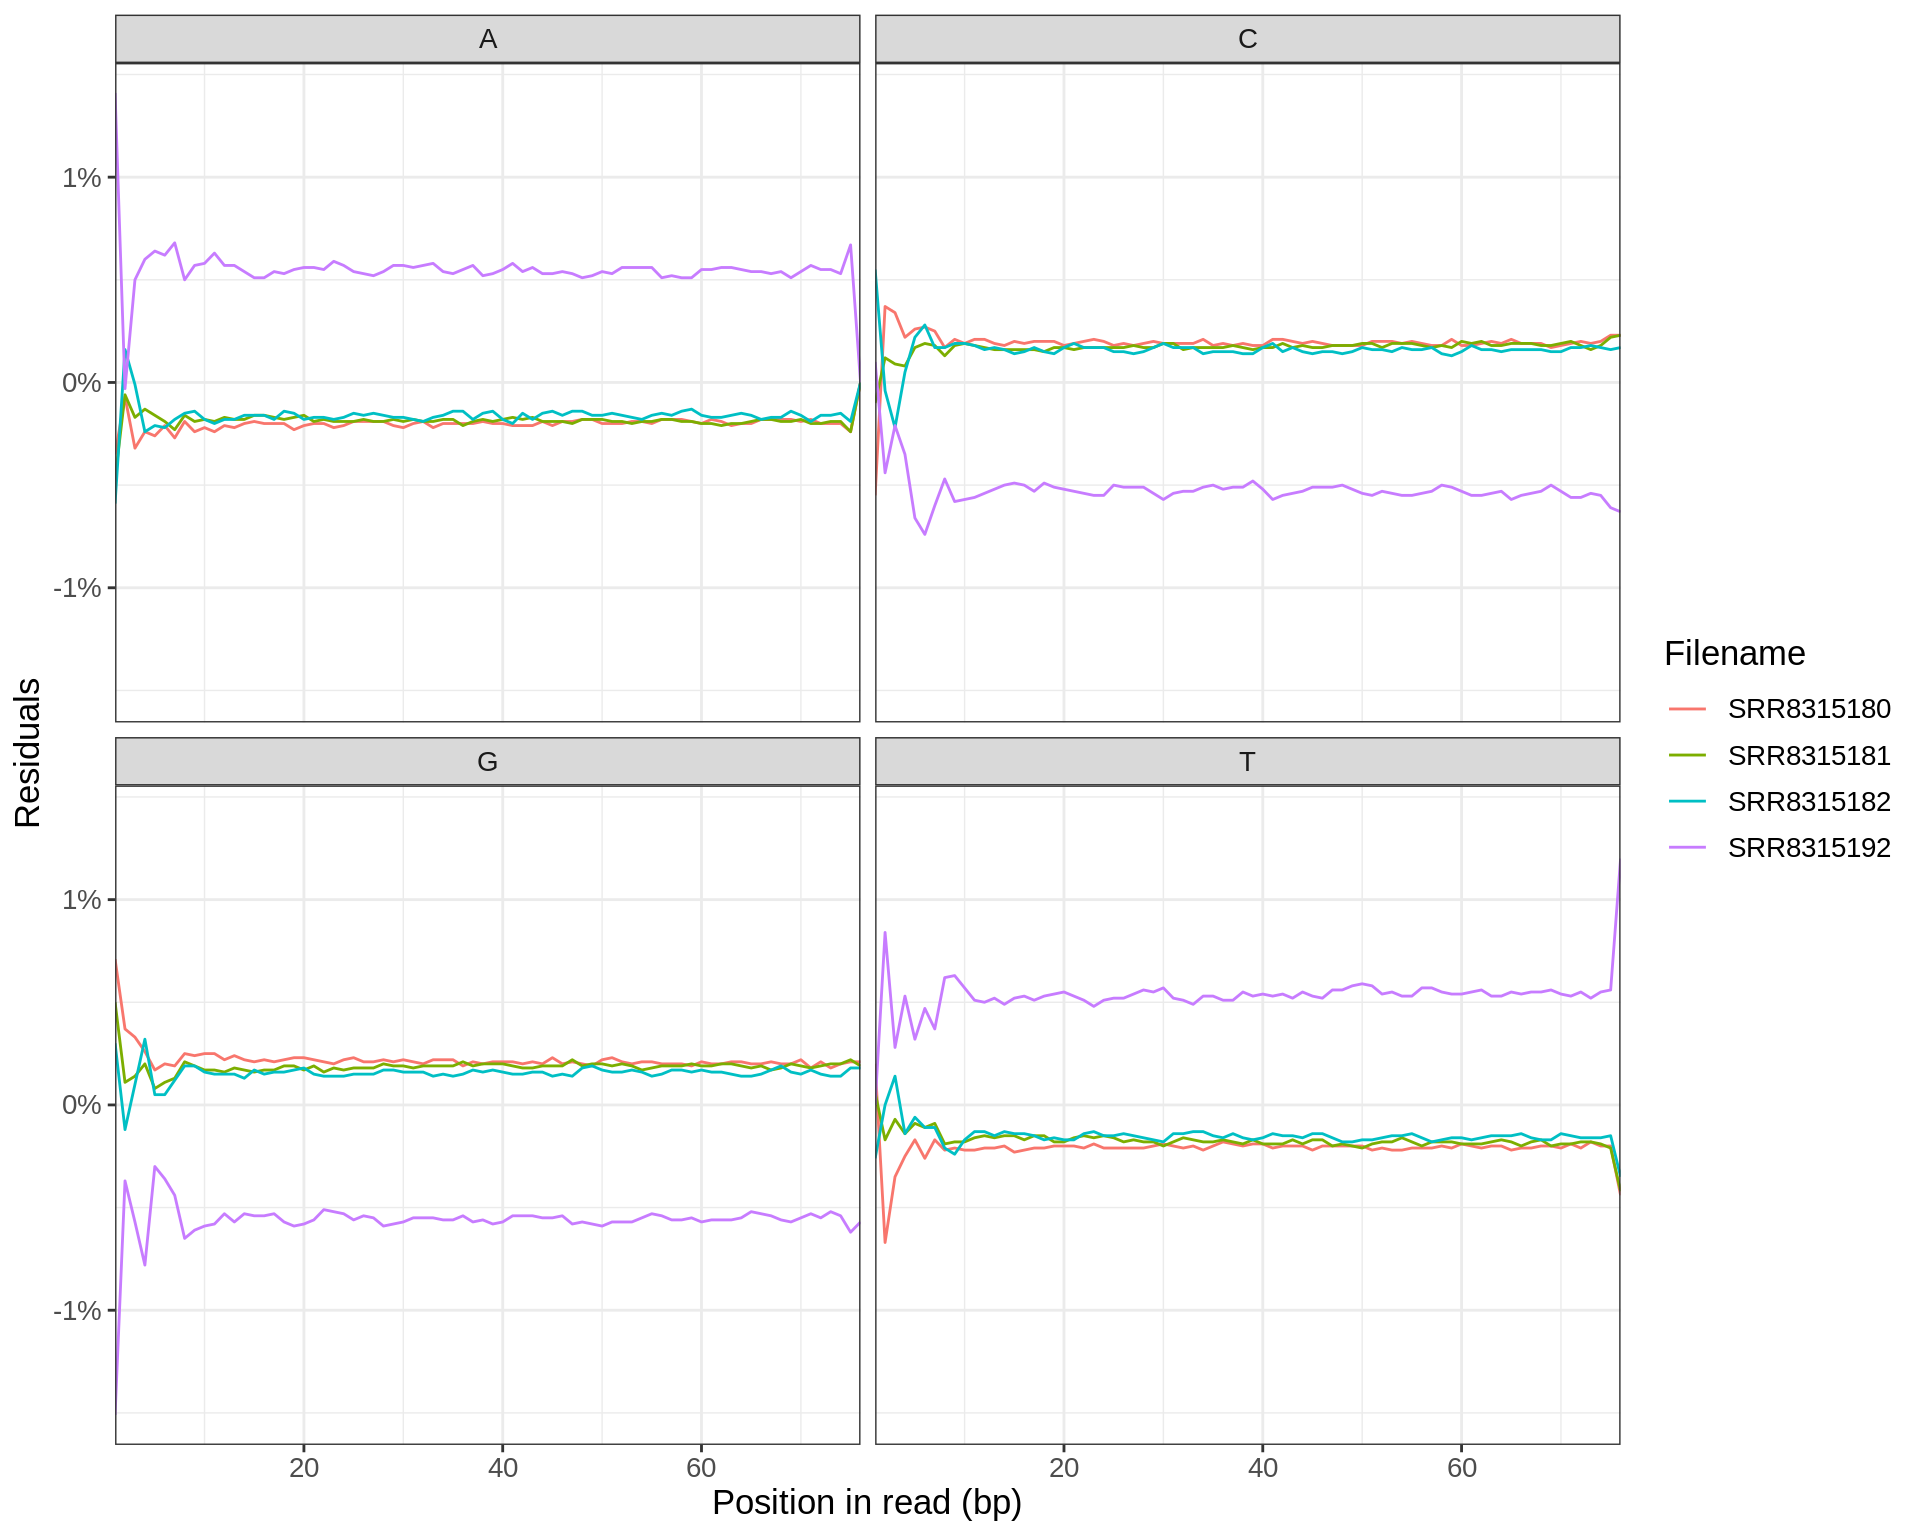 A
C
1%
0%
-1%
G
T
1%
0%
-1%
20
40
60
20
40
60
Position in read (bp)
Residuals
Filename
SRR8315180
SRR8315181
SRR8315182
SRR8315192